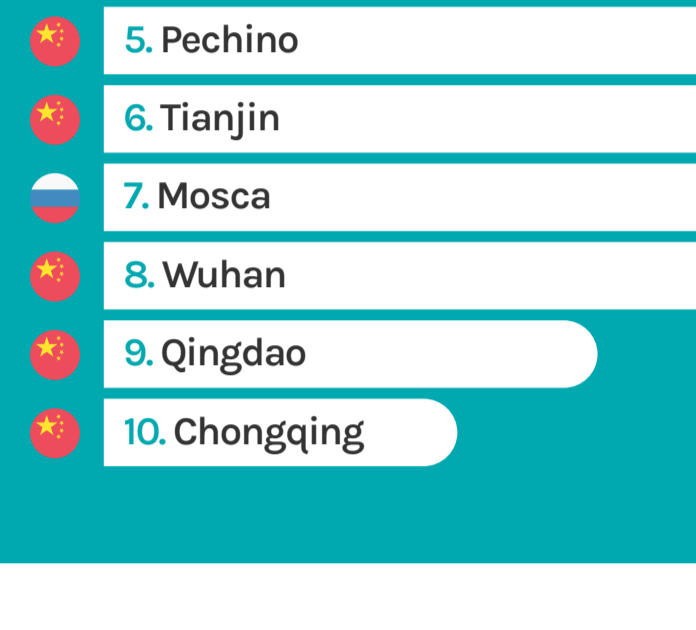 5. Pechino
6. Tianjin
7. Mosca
8. Wuhan
9. Qingdao
10. Chongqing